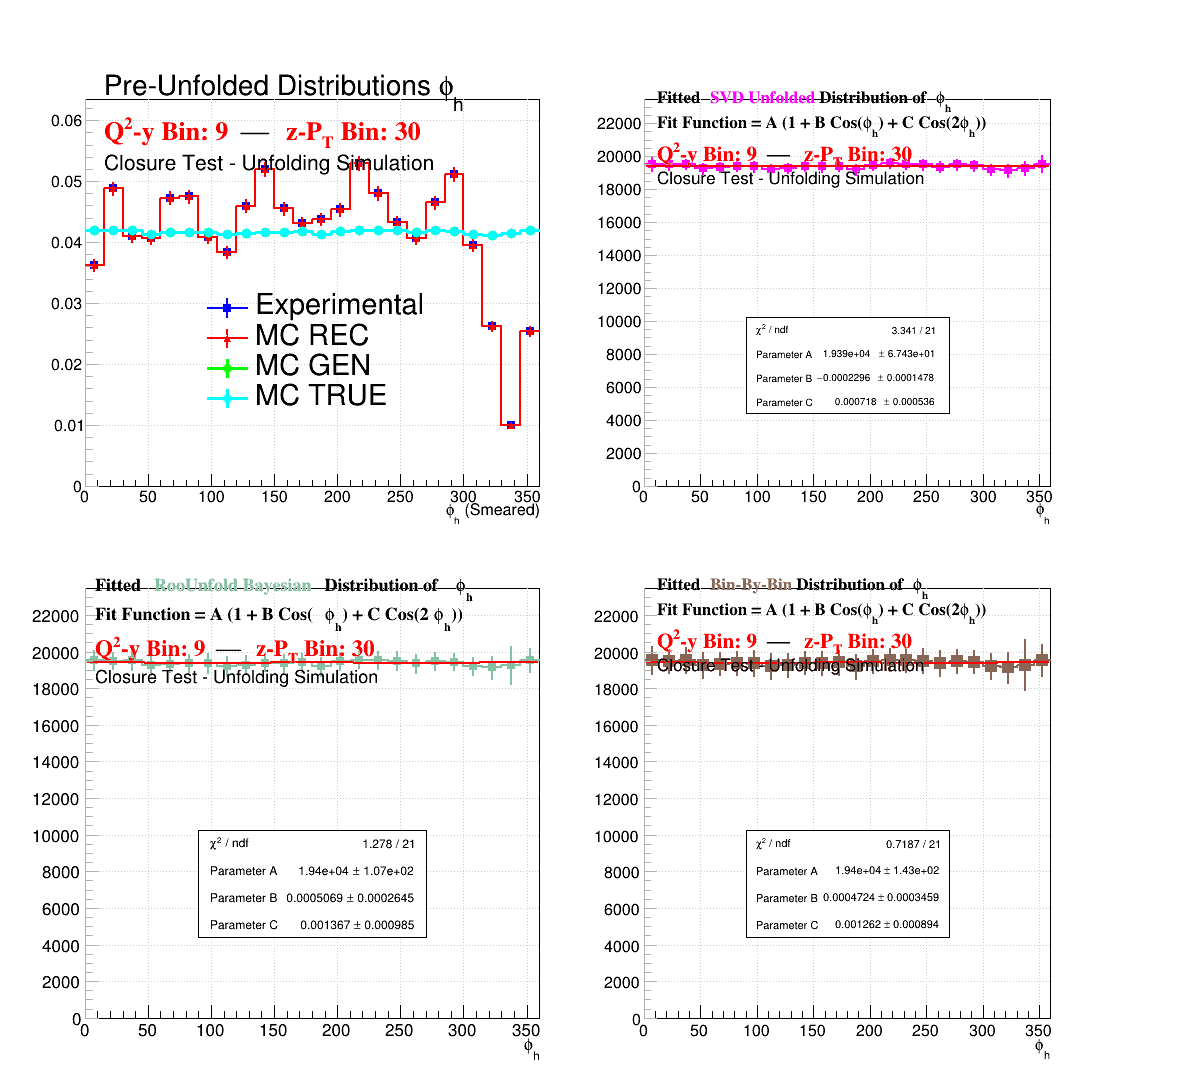 Pre-Unfolded Distributions ϕh
Q2-y Bin: 9 — z-PT Bin: 30
Closure Test - Unfolding Simulation
0.06
0.05
0.04
0.03
0.02
0.01
0
Experimental
MC REC
MC GEN
MC TRUE
0 50 100 150 200 250 300 350
ϕh (Smeared)
Fitted SVD Unfolded Distribution of ϕh
Fit Function = A (1 + B Cos(ϕh) + C Cos(2ϕh))
Q2-y Bin: 9 — z-PT Bin: 30
Closure Test - Unfolding Simulation
22000
20000
18000
16000
14000
12000
10000
8000
6000
4000
2000
0
χ2 / ndf 3.341 / 21
Parameter A 1.939e+04 ± 6.743e+01
Parameter B −0.0002296 ± 0.0001478
Parameter C 0.000718 ± 0.000536
0 50 100 150 200 250 300 350
ϕh
Fitted RooUnfold Bayesian Distribution of ϕh
Fit Function = A (1 + B Cos( ϕh) + C Cos(2 ϕh))
Q2-y Bin: 9 — z-PT Bin: 30
Closure Test - Unfolding Simulation
22000
20000
18000
16000
14000
12000
10000
8000
6000
4000
2000
0
χ2 / ndf 1.278 / 21
Parameter A 1.94e+04 ± 1.07e+02
Parameter B 0.0005069 ± 0.0002645
Parameter C 0.001367 ± 0.000985
0 50 100 150 200 250 300 350
ϕh
Fitted Bin-By-Bin Distribution of ϕh
Fit Function = A (1 + B Cos(ϕh) + C Cos(2ϕh))
Q2-y Bin: 9 — z-PT Bin: 30
Closure Test - Unfolding Simulation
22000
20000
18000
16000
14000
12000
10000
8000
6000
4000
2000
0
χ2 / ndf 0.7187 / 21
Parameter A 1.94e+04 ± 1.43e+02
Parameter B 0.0004724 ± 0.0003459
Parameter C 0.001262 ± 0.000894
0 50 100 150 200 250 300 350
ϕh